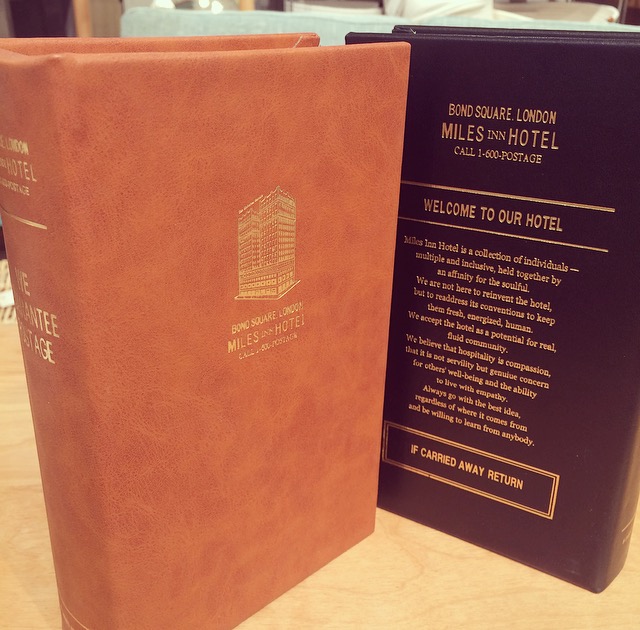 LONDON
HOTEL
BOND SQUARE. LONDON
MILES INN HOTEL
CALL 1-600-POSTAGE
BOND SQUARE. LONDON
MILES INN HOTEL
CALL 1-600-POSTAGE
WELCOME TO OUR HOTEL
Miles Inn Hotel is a collection of individuals —
multiple and inclusive, held together by
an affinity for the soulful.
We are not here to reinvent the hotel,
but to readdress its conventions to keep
them fresh, energized, human.
We accept the hotel as a potential for real,
fluid community.
We believe that hospitality is compassion,
that it is not servility but genuiue concern
for others' well-being and the ability
to live with empathy.
Always go with the best idea,
regardless of where it comes from
and be willing to learn from anybody.
IF CARRIED AWAY RETURN